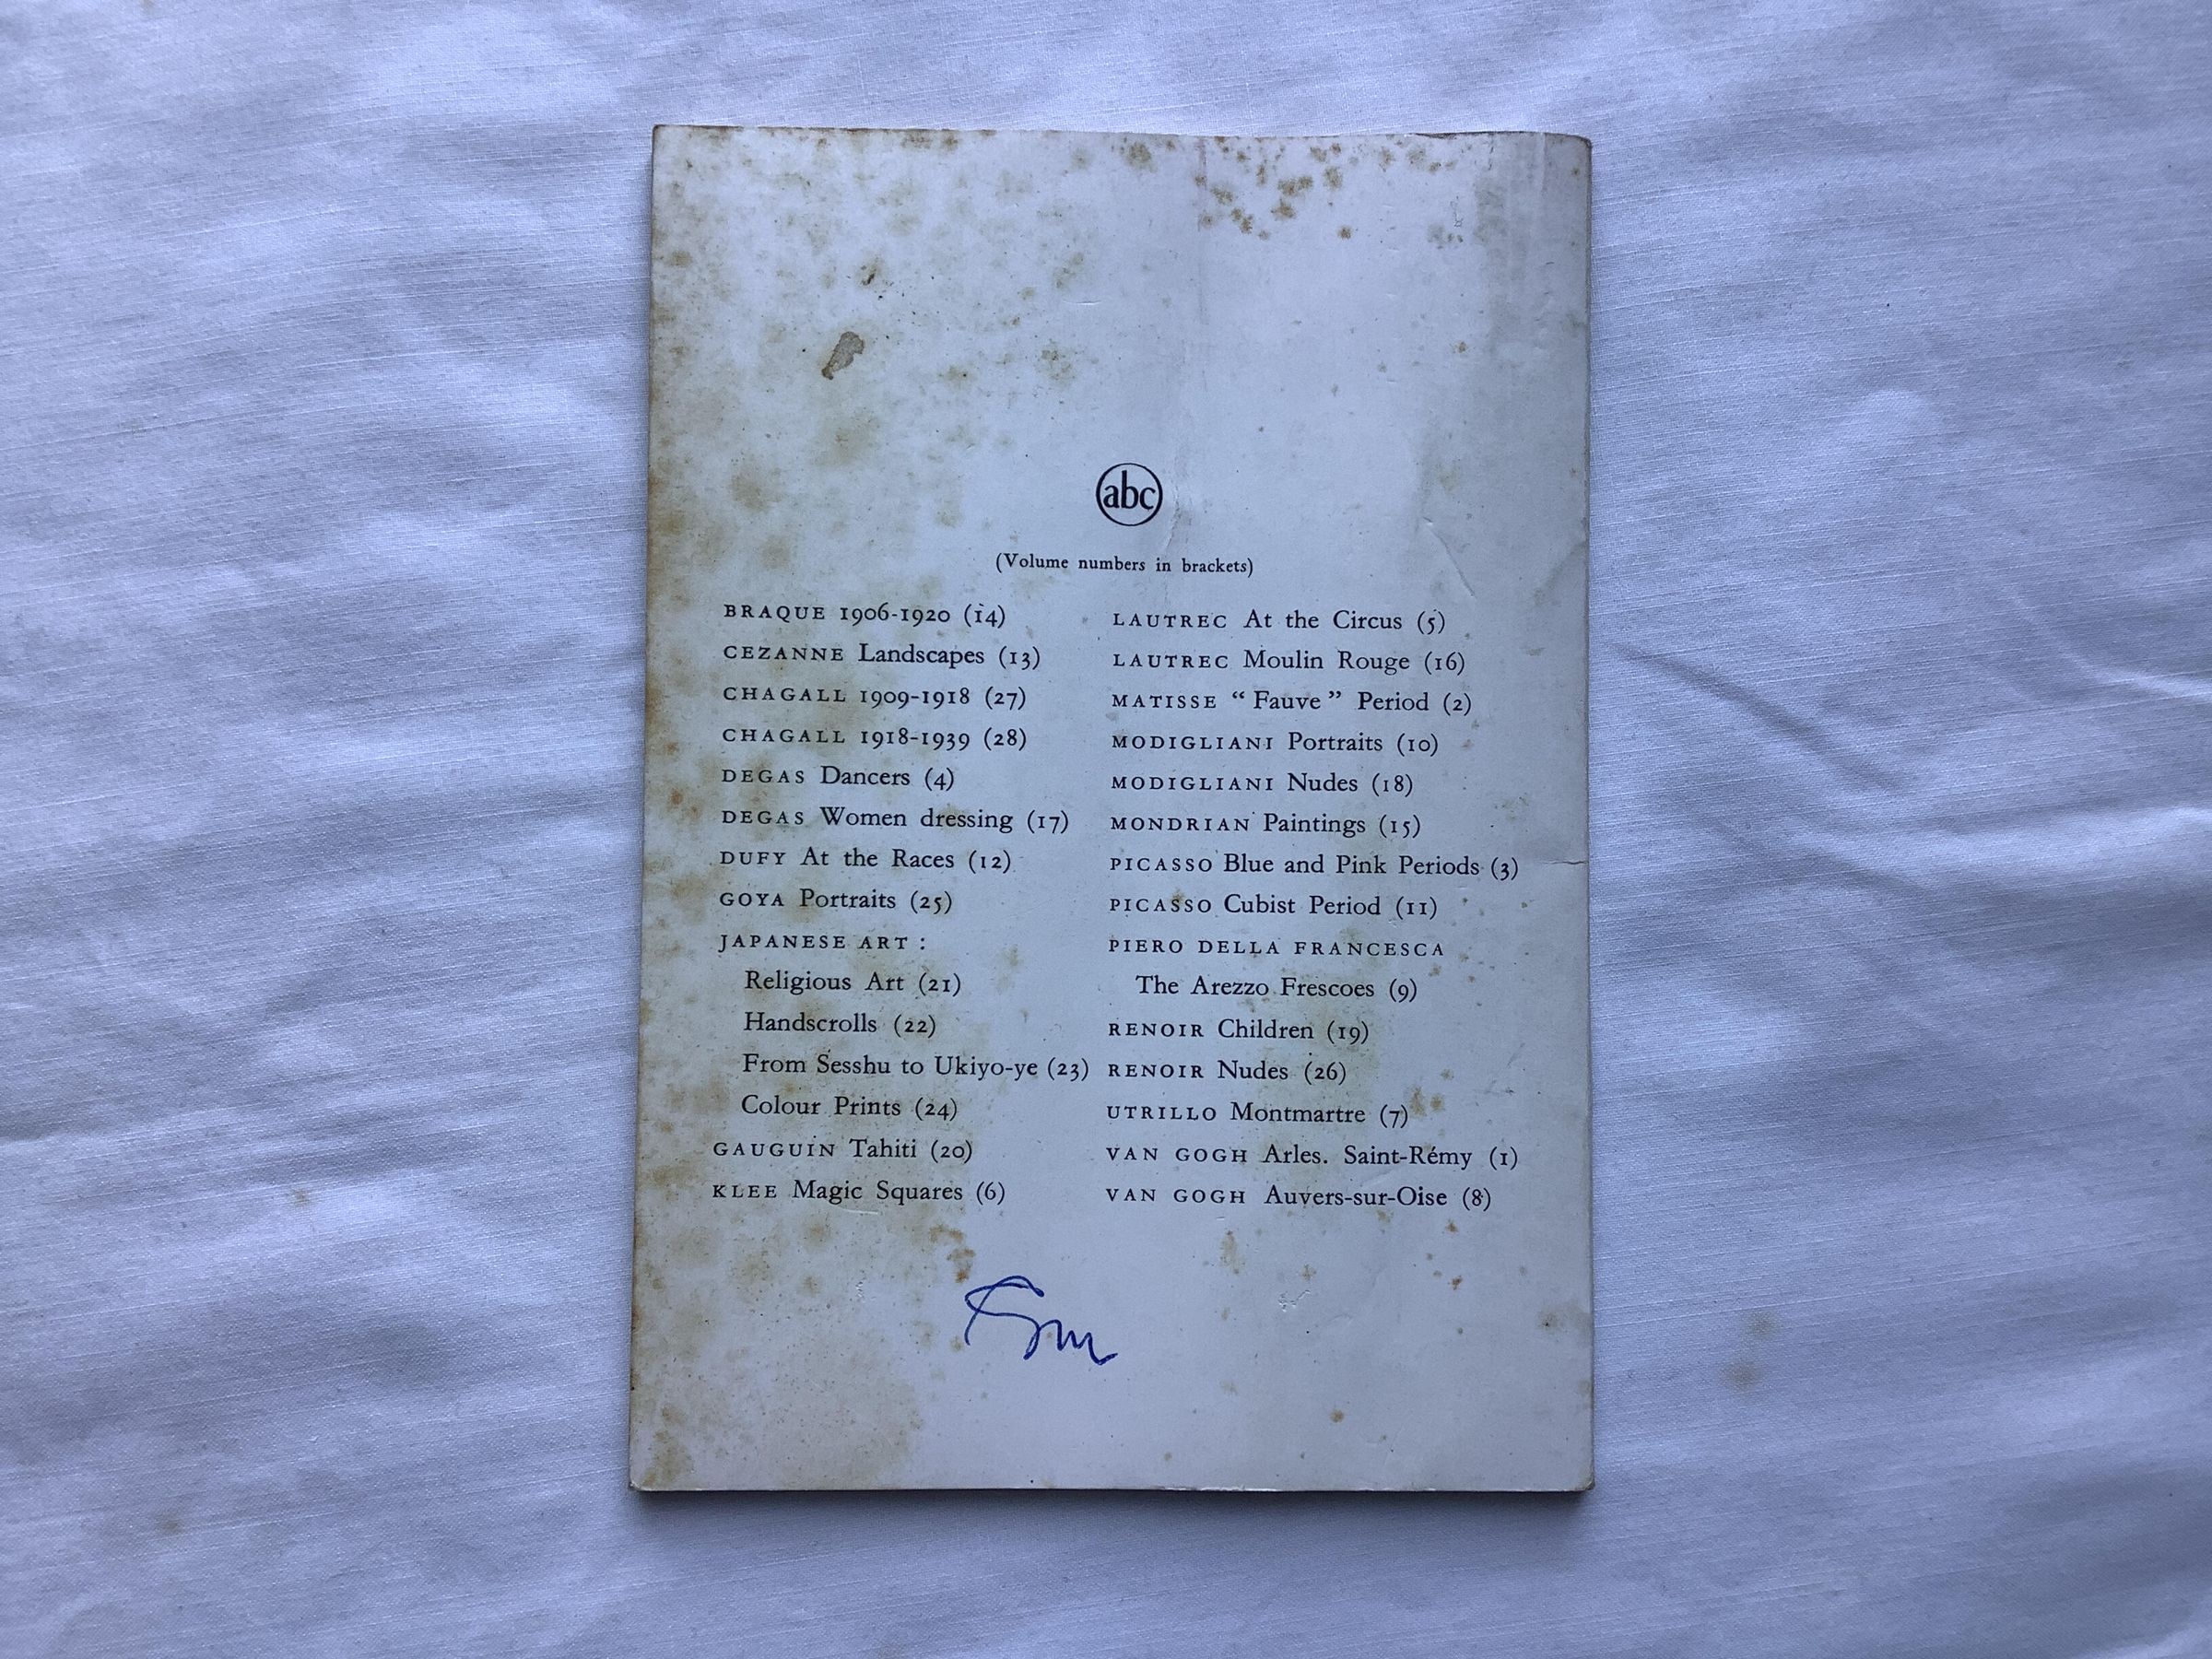 abc
(Volume numbers in brackets)
BRAQUE 1906-1920 (14)
CEZANNE Landscapes (13)
CHAGALL 1909-1918 (27)
CHAGALL 1918-1939 (28)
DEGAS Dancers (4)
DEGAS Women dressing (17)
DUFY At the Races (12)
GOYA Portraits (25)
JAPANESE ART :
Religious Art (21)
Handscrolls (22)
From Sesshu to Ukiyo-ye (23)
Colour Prints (24)
GAUGUIN Tahiti (20)
KLEE Magic Squares (6)
LAUTREC At the Circus (5)
LAUTREC Moulin Rouge (16)
MATISSE “Fauve” Period (2)
MODIGLIANI Portraits (10)
MODIGLIANI Nudes (18)
MONDRIAN Paintings (15)
PICASSO Blue and Pink Periods (3)
PICASSO Cubist Period (11)
PIERO DELLA FRANCESCA
The Arezzo Frescoes (9)
RENOIR Children (19)
RENOIR Nudes (26)
UTRILLO Montmartre (7)
VAN GOGH Arles. Saint-Rémy (1)
VAN GOGH Auvers-sur-Oise (8)